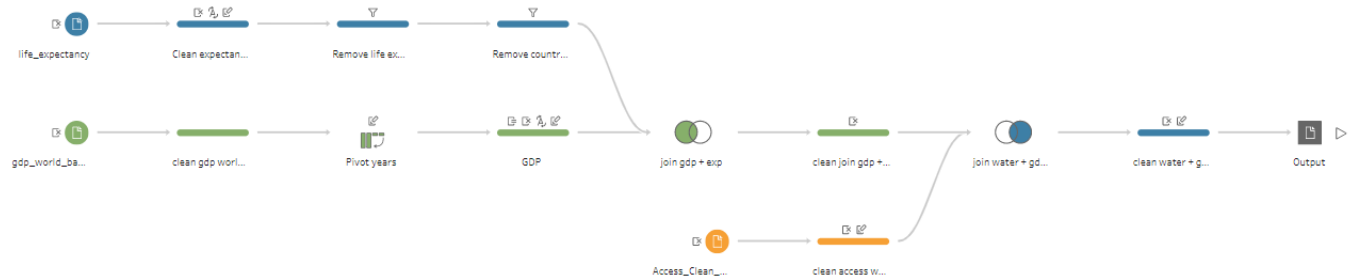 life_expectancy
Clean expectan...
Remove life ex...
Remove countr...
gdp_world_ba...
clean gdp worl...
Pivot years
GDP
join gdp + exp
clean join gdp +...
join water + gd...
clean water + g...
Output
Access_Clean_...
clean access w...